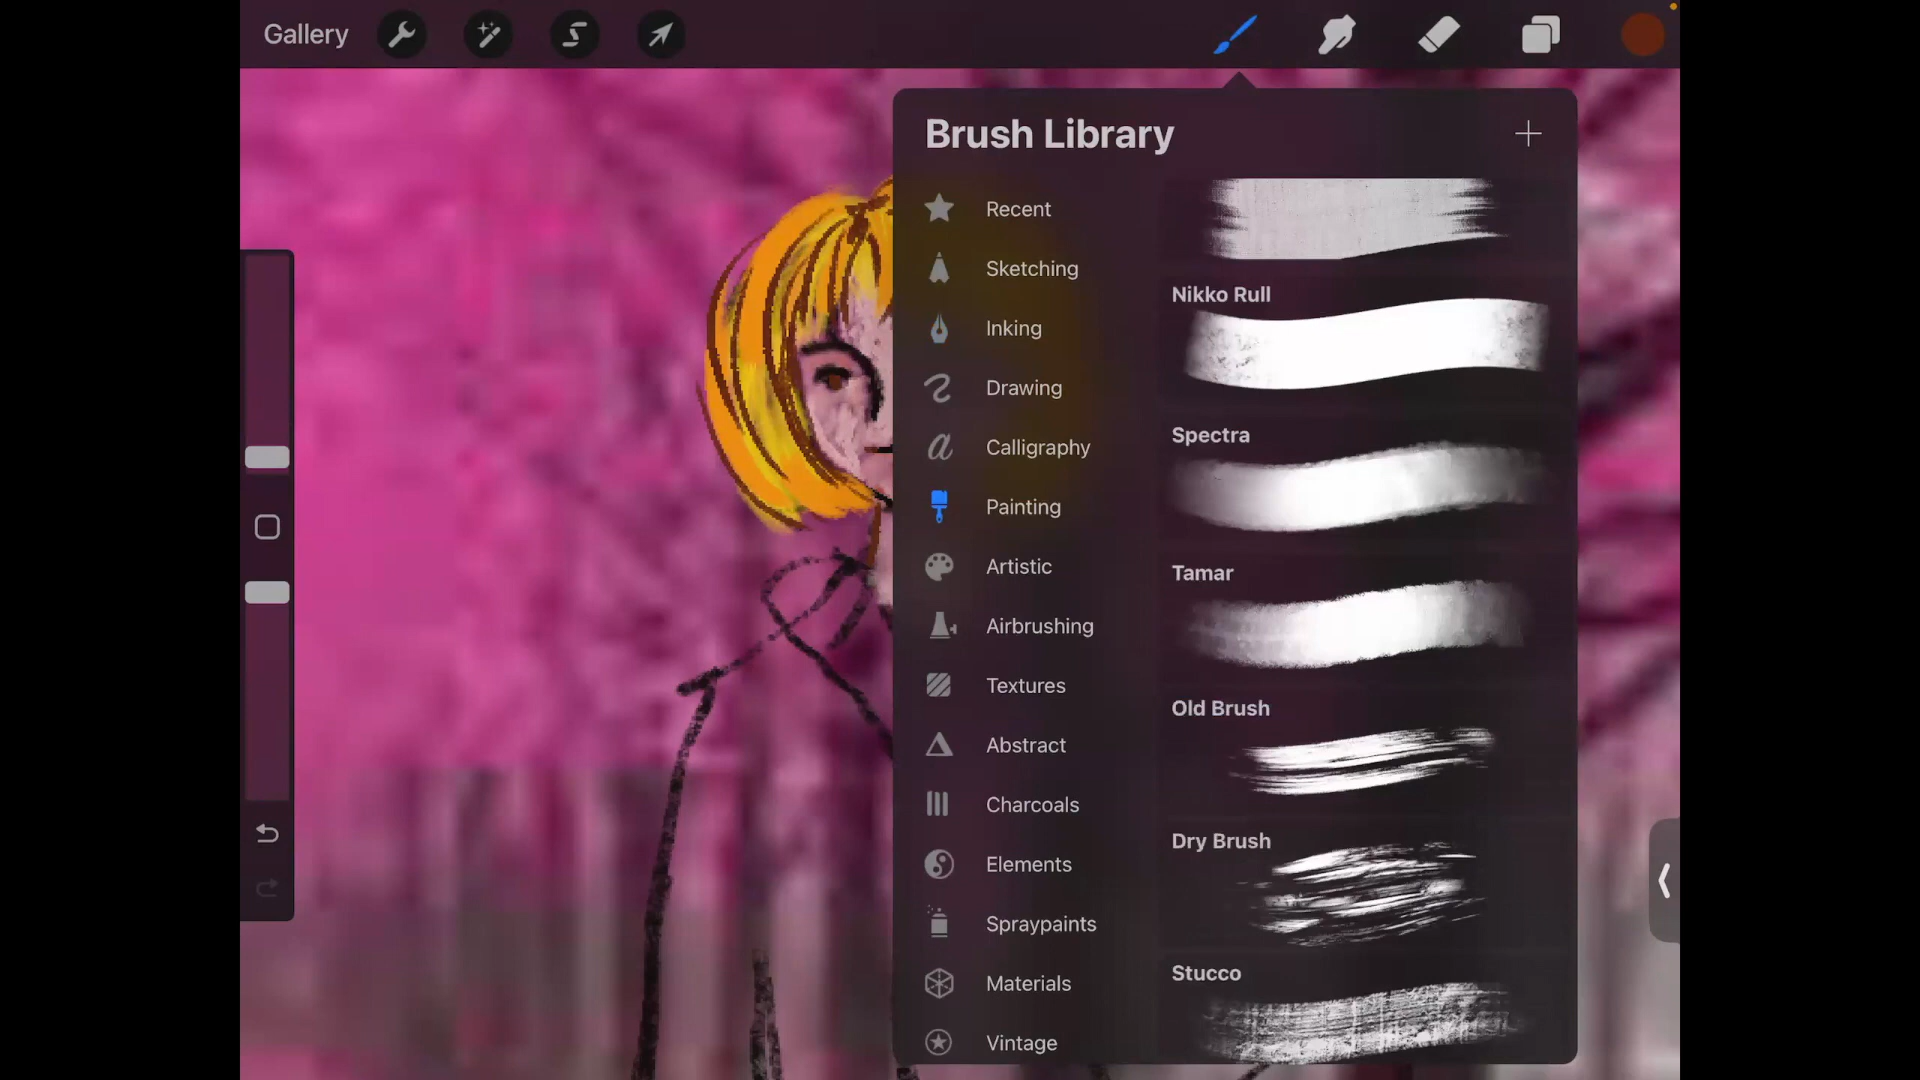 Gallery
Brush Library
Recent
Sketching
Inking
Drawing
Calligraphy
Painting
Artistic
Airbrushing
Textures
Abstract
Charcoals
Elements
Spraypaints
Materials
Vintage
Nikko Rull
Spectra
Tamar
Old Brush
Dry Brush
Stucco